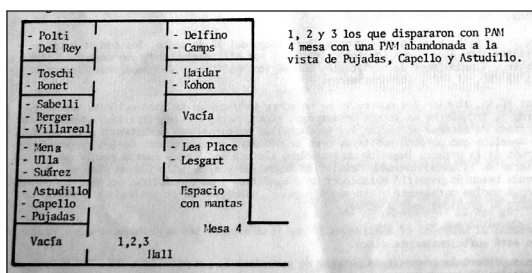 - Polti
- Del Rey
- Toschi
- Bonet
- Sabelli
- Berger
- Villareal
- Mena
- Ulla
- Suárez
- Astudillo
- Capello
- Pujadas
Vacía
- Delfino
- Camps
- Haidar
- Kohon
Vacía
- Lea Place
- Lesgart
Espacio
con mantas
Mesa 4
1,2,3
Hall
1, 2 y 3 los que dispararon con PAM
4 mesa con una PAM abandonada a la
vista de Pujadas, Capello y Astudillo.